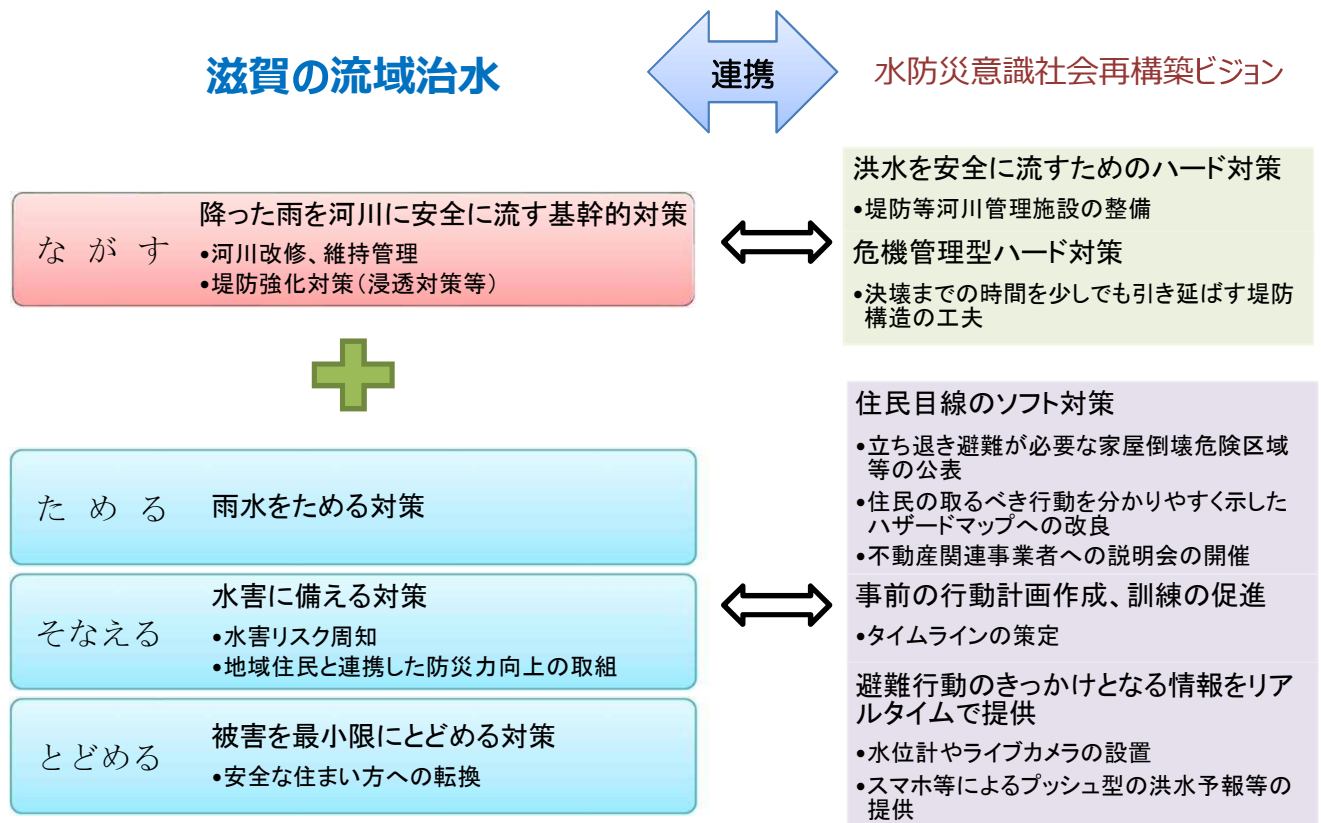 滋賀の流域治水
連携
水防災意識社会再構築ビジョン
ながす
降った雨を河川に安全に流す基幹的対策
•河川改修、維持管理
•堤防強化対策(浸透対策等)
洪水を安全に流すためのハード対策
•堤防等河川管理施設の整備
危機管理型ハード対策
•決壊までの時間を少しでも引き延ばす堤防
構造の工夫
ためる
雨水をためる対策
そなえる
水害に備える対策
•水害リスク周知
•地域住民と連携した防災力向上の取組
とどめる
被害を最小限にとどめる対策
•安全な住まい方への転換
住民目線のソフト対策
•立ち退き避難が必要な家屋倒壊危険区域
等の公表
•住民の取るべき行動を分かりやすく示した
ハザードマップへの改良
•不動産関連事業者への説明会の開催
事前の行動計画作成、訓練の促進
•タイムラインの策定
避難行動のきっかけとなる情報をリア
ルタイムで提供
•水位計やライブカメラの設置
•スマホ等によるプッシュ型の洪水予報等の
提供